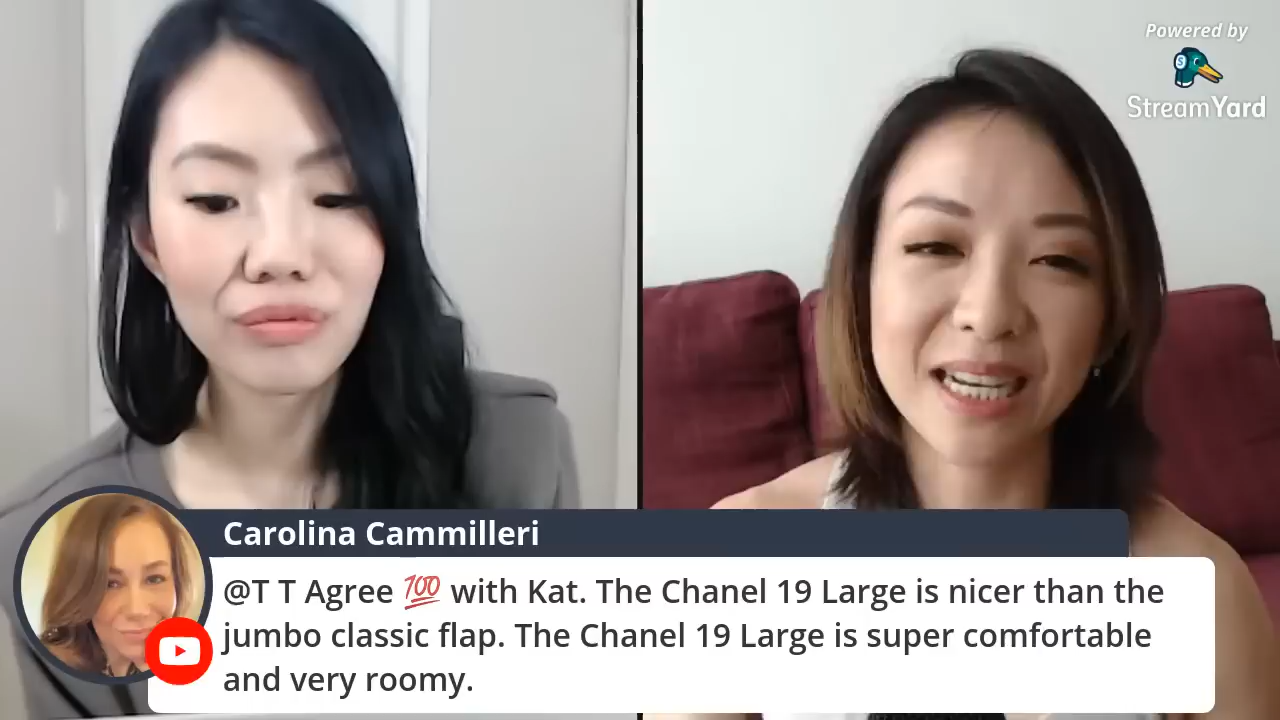 Powered by
StreamYard
Carolina Cammilleri
@T T Agree 💯 with Kat. The Chanel 19 Large is nicer than the
jumbo classic flap. The Chanel 19 Large is super comfortable
and very roomy.